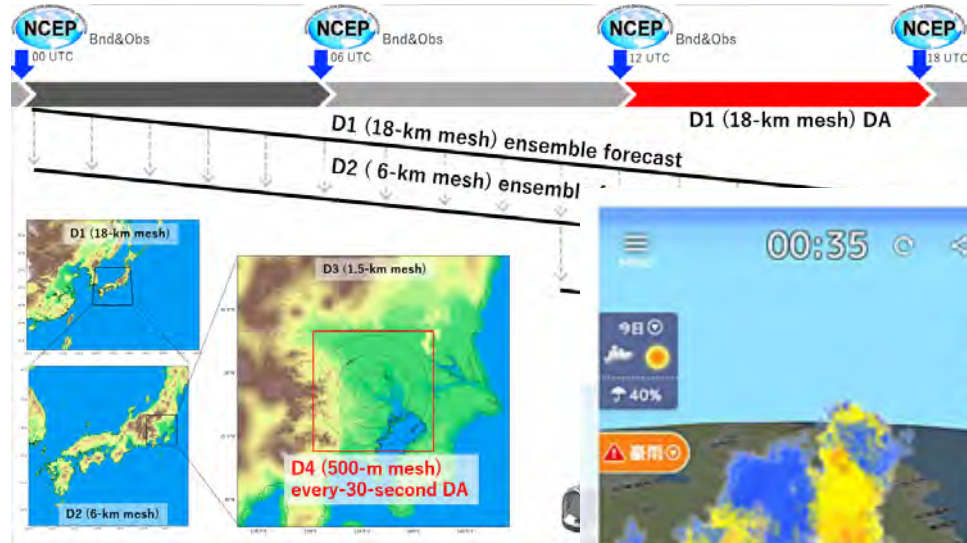 NCEP
Bnd&Obs
00 UTC
NCEP
Bnd&Obs
06 UTC
NCEP
Bnd&Obs
12 UTC
NCEP
18 UTC
D1 (18-km mesh) DA
D1 (18-km mesh) ensemble forecast
D2 ( 6-km mesh) ensembl
D1 (18-km mesh)
D2 (6-km mesh)
D3 (1.5-km mesh)
D4 (500-m mesh)
every-30-second DA
00:35
MENU
9日
40%
豪雨